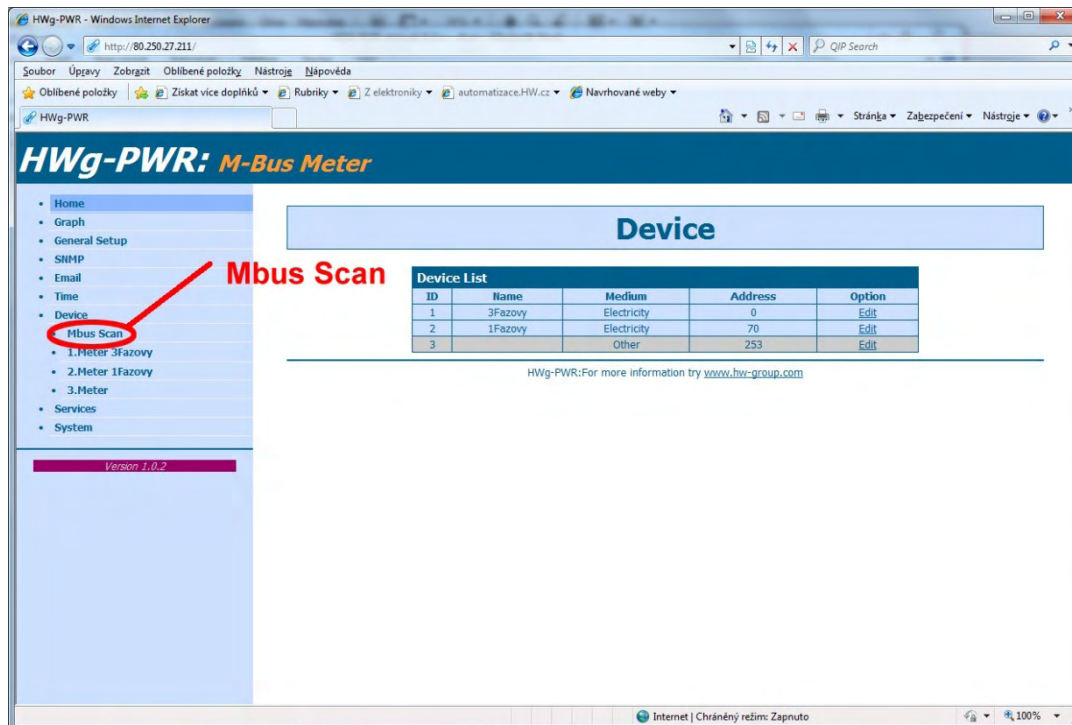 HWg-PWR - Windows Internet Explorer
http://80.250.27.211/
QIP Search
Soubor Úpravy Zobrazit Oblíbené položky Nástroje Nápověda
Oblíbené položky Získat více doplňků Rubriky Z elektroniky automatizace.HW.cz Navrhované weby
HWg-PWR
Stránka Zabezpečení Nástroje
HWg-PWR: M-Bus Meter
Home
Graph
General Setup
SNMP
Email
Time
Device
Mbus Scan
1.Meter 3Fazovy
2.Meter 1Fazovy
3.Meter
Services
System
Version 1.0.2
Mbus Scan
Device
Device List
ID Name Medium Address Option
1 3Fazovy Electricity 0 Edit
2 1Fazovy Electricity 70 Edit
3 Other 253 Edit
HWg-PWR:For more information try www.hw-group.com
Internet | Chráněný režim: Zapnuto
100%